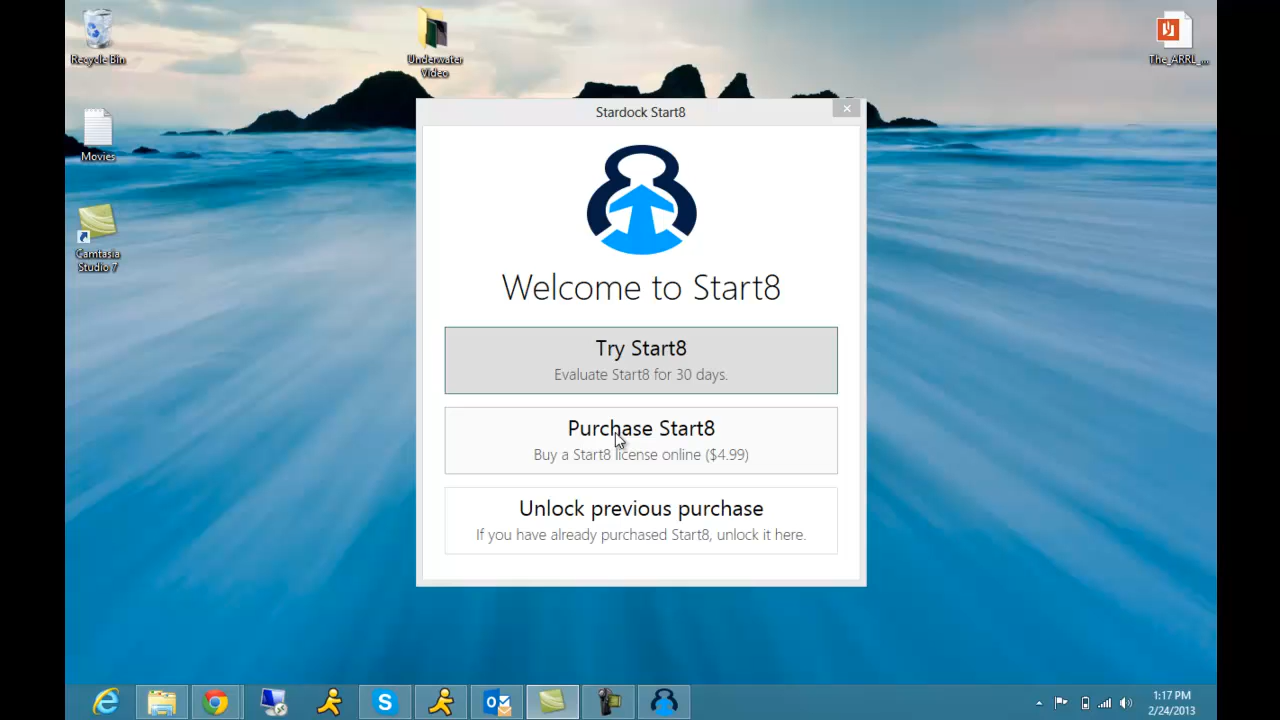 Recycle Bin
Underwater
Video
The_ARRL_...
Movies
Camtasia
Studio 7
Stardock Start8
Welcome to Start8
Try Start8
Evaluate Start8 for 30 days.
Purchase Start8
Buy a Start8 license online ($4.99)
Unlock previous purchase
If you have already purchased Start8, unlock it here.
1:17 PM
2/24/2013